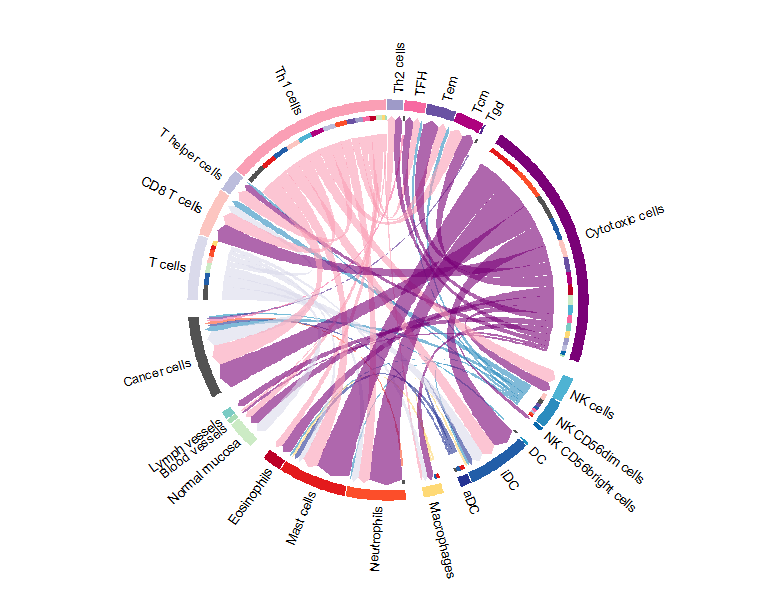 Th2 cells
TFH
Tem
Tcm
Tgd
Cytotoxic cells
NK cells
NK CD56dim cells
NK CD56bright cells
DC
iDC
aDC
Macrophages
Neutrophils
Mast cells
Eosinophils
Normal mucosa
Blood vessels
Lymph vessels
Cancer cells
T cells
CD8 T cells
T helper cells
Th1 cells